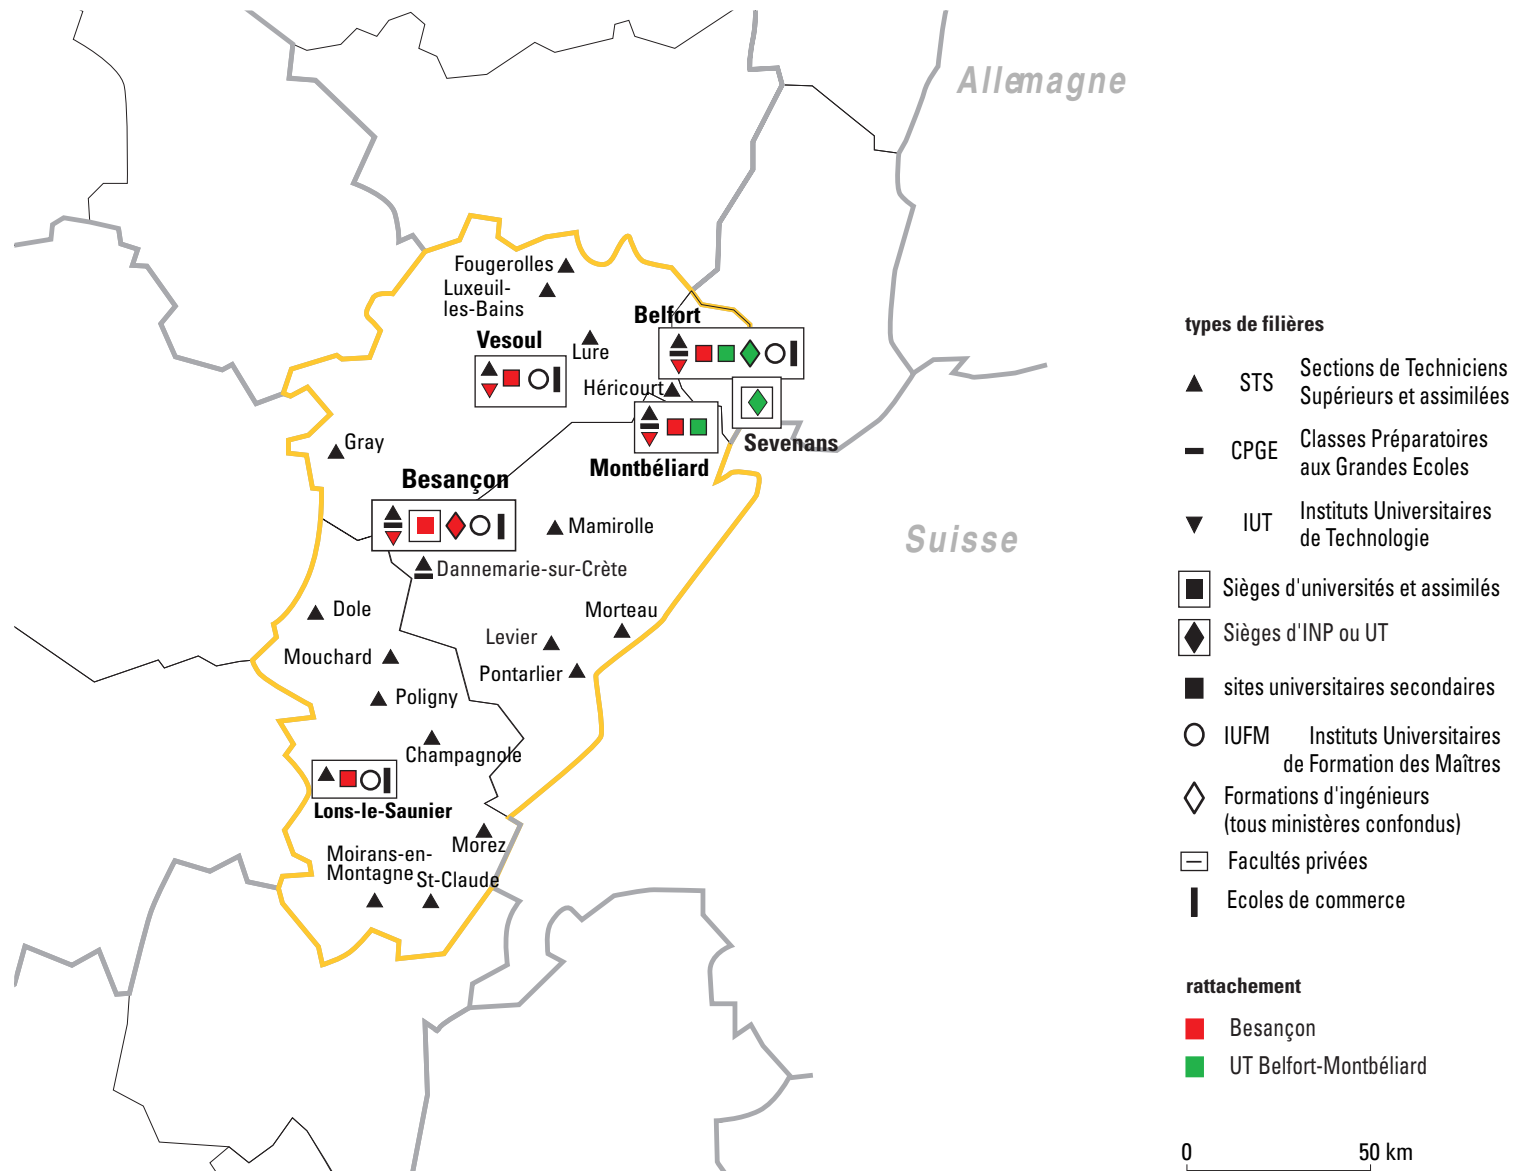 Allemagne
Fougerolles
Luxeuil-
les-Bains
Belfort
Vesoul
Lure
Héricourt
Sevenans
Gray
Montbéliard
Besançon
Suisse
Mamirolle
Dannemarie-sur-Crète
Dole
Morteau
Levier
Mouchard
Pontarlier
Poligny
Champagnole
Lons-le-Saunier
Morez
Moirans-en-
Montagne
St-Claude
types de filières
STS Sections de Techniciens
Supérieurs et assimilées
CPGE Classes Préparatoires
aux Grandes Ecoles
IUT Instituts Universitaires
de Technologie
Sièges d'universités et assimilés
Sièges d'INP ou UT
sites universitaires secondaires
IUFM Instituts Universitaires
de Formation des Maîtres
Formations d'ingénieurs
(tous ministères confondus)
Facultés privées
Ecoles de commerce
rattachement
Besançon
UT Belfort-Montbéliard
0 50 km